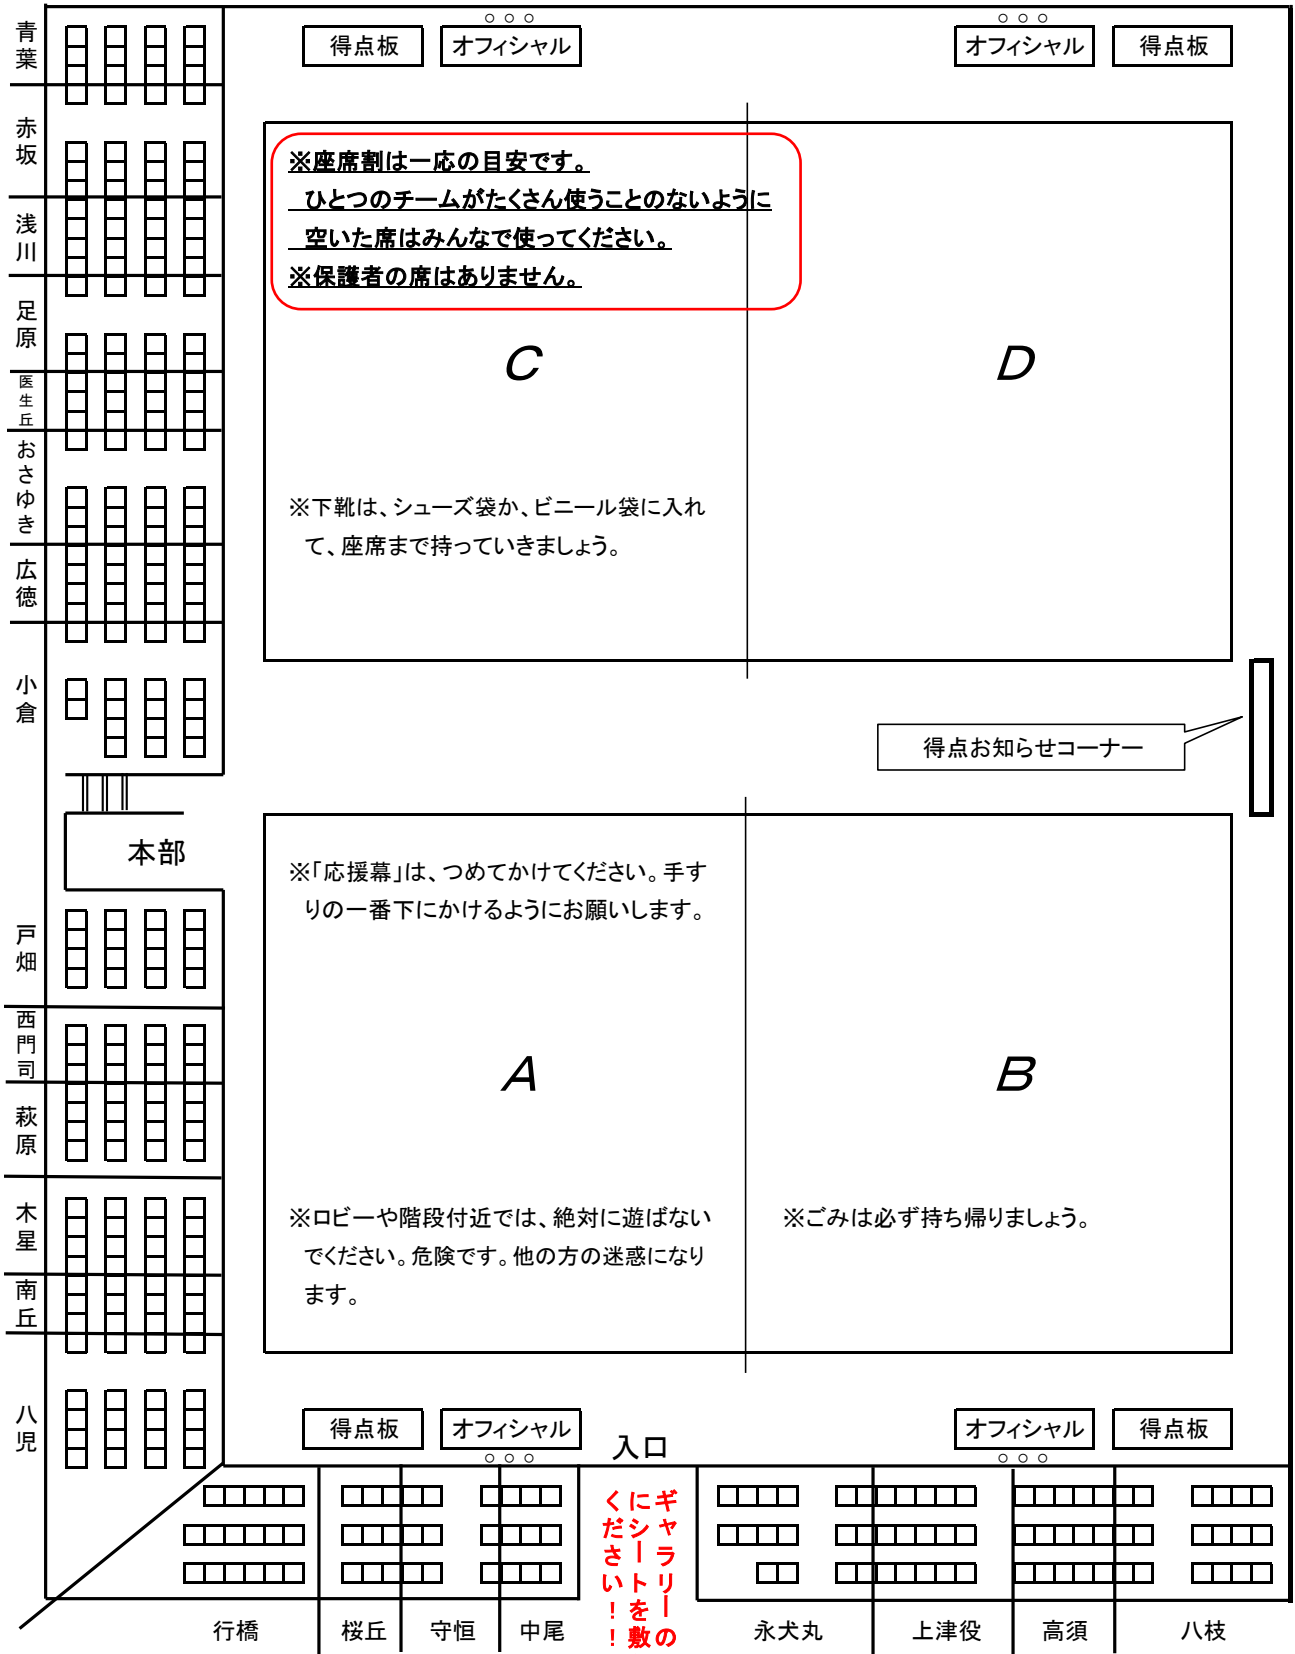 青葉
赤坂
浅川
足原
医生丘
おさゆき
広徳
小倉
戸畑
西門司
萩原
木星
南丘
八児
○○○
○○○
得点板
オフィシャル
オフィシャル
得点板
※座席割は一応の目安です。
ひとつのチームがたくさん使うことのないように
空いた席はみんなで使ってください。
※保護者の席はありません。
C
D
※下靴は、シューズ袋か、ビニール袋に入れ
て、座席まで持っていきましょう。
得点お知らせコーナー
本部
※「応援幕」は、つめてかけてください。手す
りの一番下にかけるようにお願いします。
A
B
※ロビーや階段付近では、絶対に遊ばない
でください。危険です。他の方の迷惑になり
ます。
※ごみは必ず持ち帰りましょう。
得点板
オフィシャル
入口
オフィシャル
得点板
○○○
○○○
ギャラリーの
にシートを敷
ください！！
行橋
桜丘
守恒
中尾
永犬丸
上津役
高須
八枝